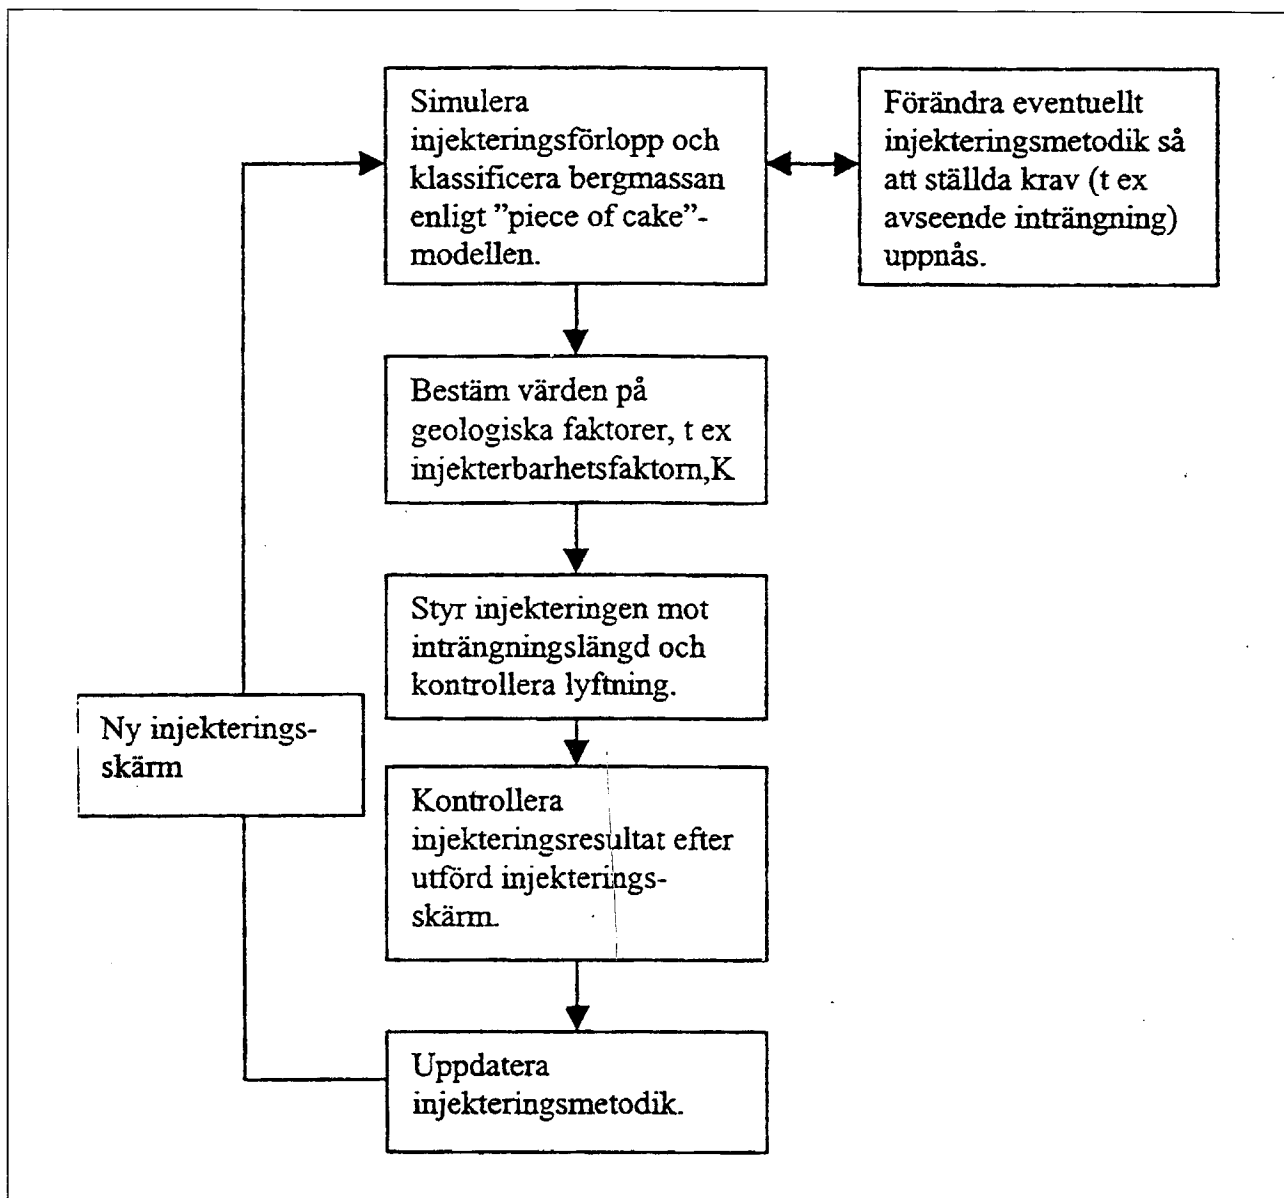 Simulera
injekteringsförlopp och
klassificera bergmassan
enligt ”piece of cake”-
modellen.
Förändra eventuellt
injekteringsmetodik så
att ställda krav (t ex
avseende inträngning)
uppnås.
Bestäm värden på
geologiska faktorer, t ex
injekterbarhetsfaktorn,K
Styr injekteringen mot
inträngningslängd och
kontrollera lyftning.
Ny injekterings-
skärm
Kontrollera
injekteringsresultat efter
utförd injekterings-
skärm.
Uppdatera
injekteringsmetodik.